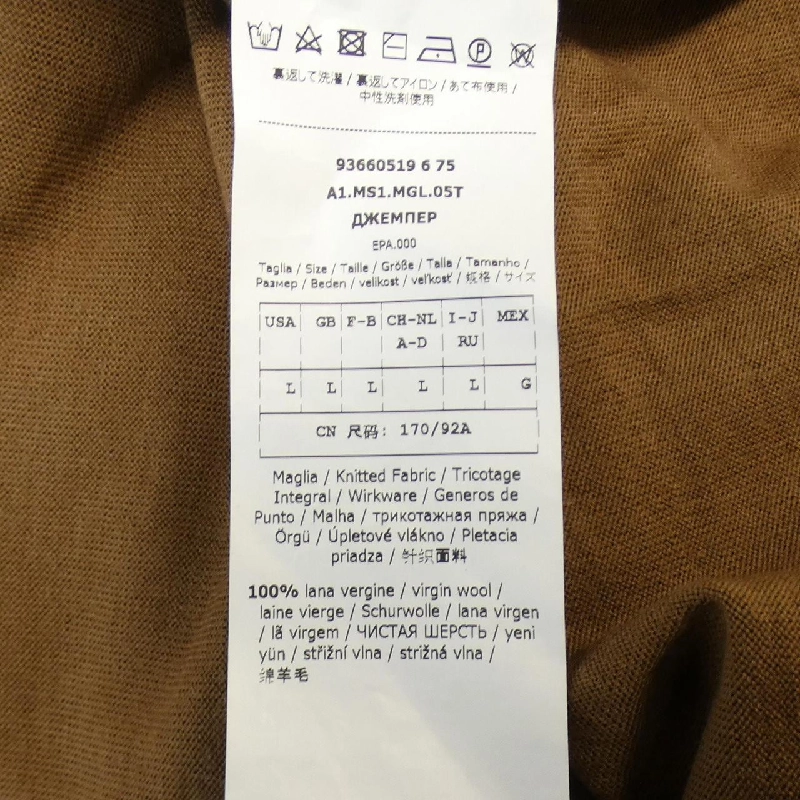 裏返して洗濯 / 裏返してアイロン / あて布使用 /
中性洗剤使用
93660519 6 75
A1.MS1.MGL.05T
ДЖЕМПЕР
EPA.000
Taglia / Size / Taille / Größe / Talla / Tamanho /
Размер / Beden / velikost / veľkosť / 规格 / サイズ
USA GB F-B CH-NL I-J MEX
A-D RU
L L L L L G
CN 尺码: 170/92A
Maglia / Knitted Fabric / Tricotage
Integral / Wirkware / Generos de
Punto / Malha / трикотажная пряжа /
Örgü / Úpletové vlákno / Pletacia
priadza / 针织面料
100% lana vergine / virgin wool /
laine vierge / Schurwolle / lana virgen
/ lã virgem / ЧИСТАЯ ШЕРСТЬ / yeni
yün / střižní vlna / strižná vlna /
绵羊毛